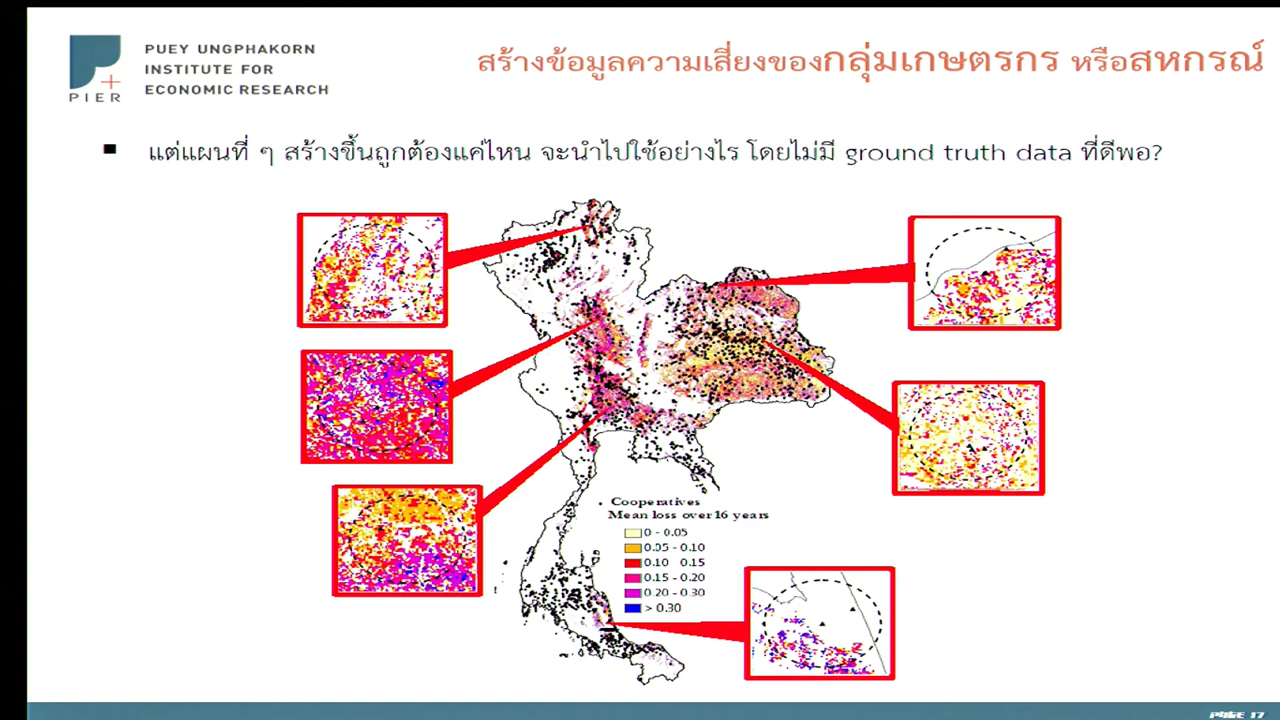 PUEY UNGPHAKORN
INSTITUTE FOR
ECONOMIC RESEARCH
PIER
สร้างข้อมูลความเสี่ยงของกลุ่มเกษตรกร หรือสหกรณ์
แต่แผนที่ ๆ สร้างขึ้นถูกต้องแค่ไหน จะนำไปใช้อย่างไร โดยไม่มี ground truth data ที่ดีพอ?
Cooperatives
Mean loss over 16 years
0 - 0.05
0.05 - 0.10
0.10 0.15
0.15 - 0.20
0.20 - 0.30
> 0.30
PAGE 17